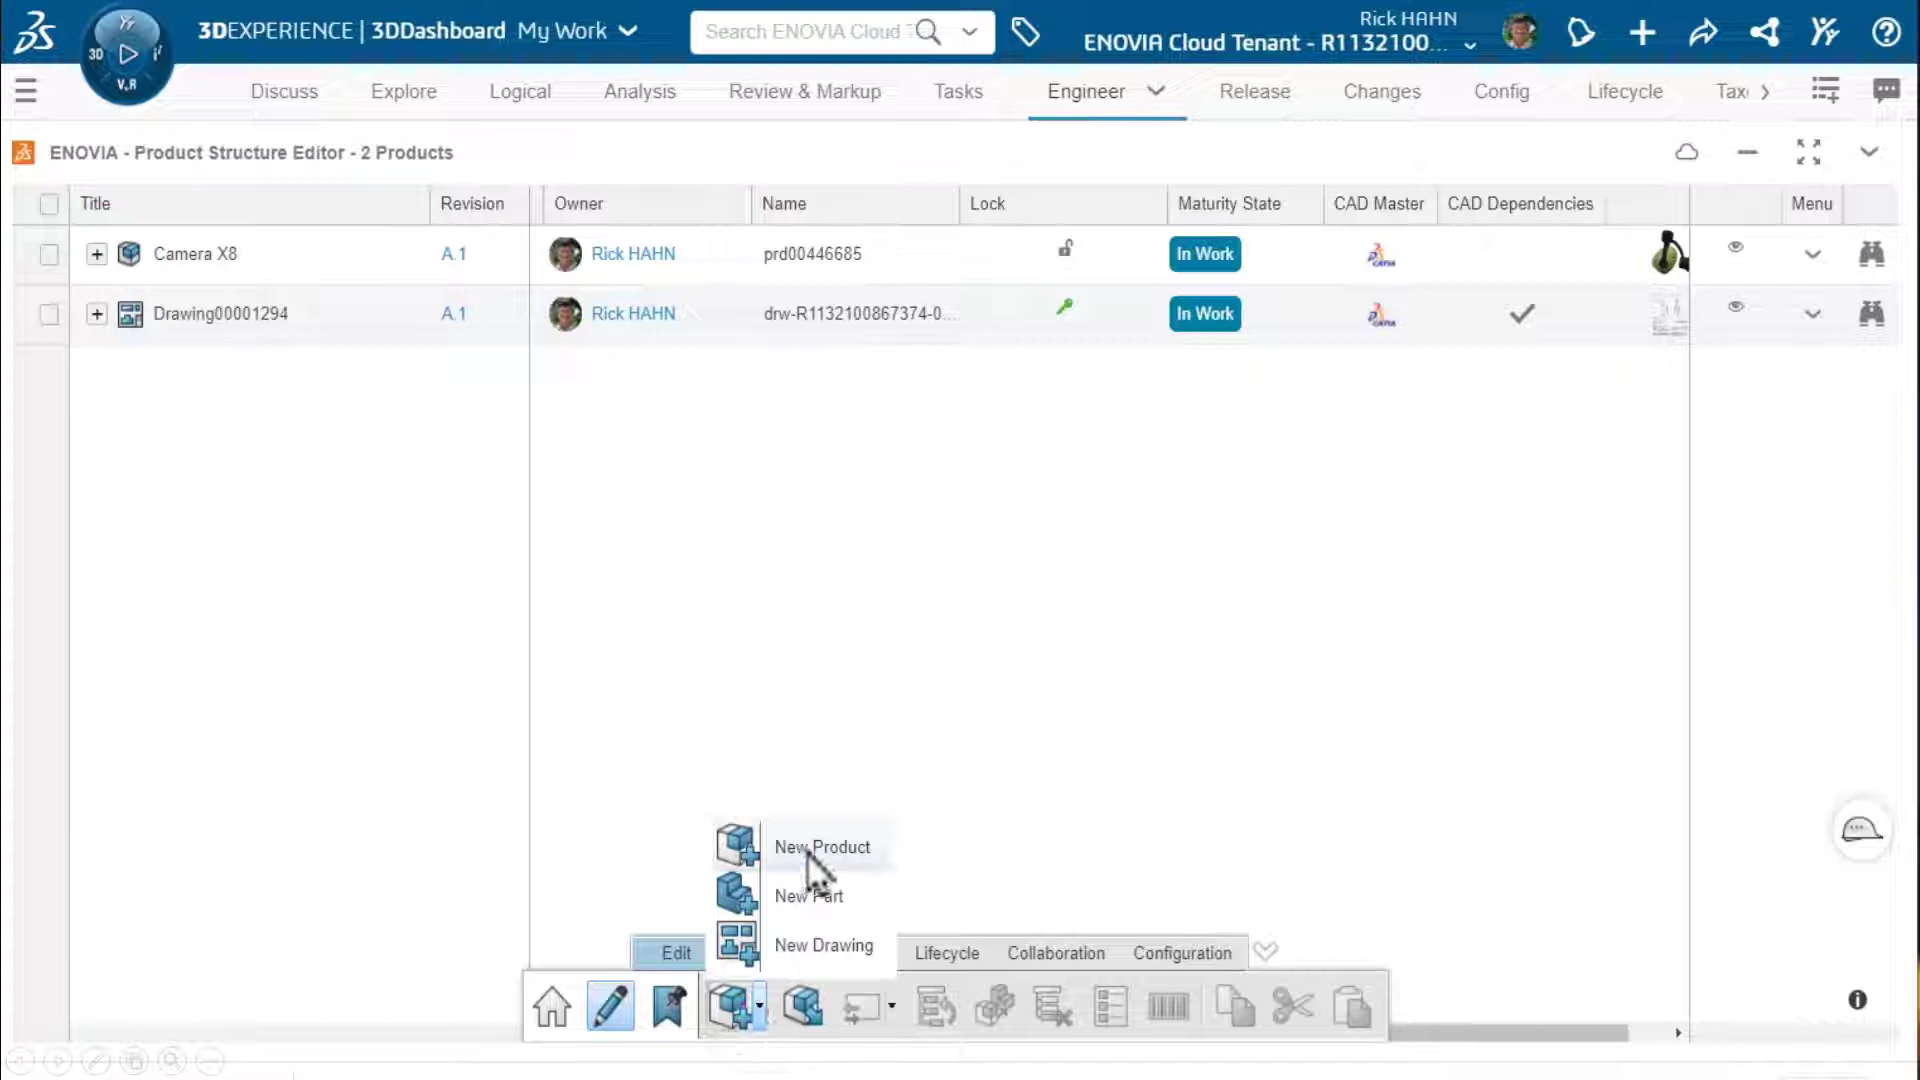 Rick HAHN
3DEXPERIENCE | 3DDashboard My Work
Search ENOVIA Cloud T
ENOVIA Cloud Tenant - R1132100...
3D
V.R
Discuss Explore Logical Analysis Review & Markup Tasks Engineer Release Changes Config Lifecycle Tax
ENOVIA - Product Structure Editor - 2 Products
Title Revision Owner Name Lock Maturity State CAD Master CAD Dependencies Menu
Camera X8 A.1 Rick HAHN prd00446685 In Work CATIA
Drawing00001294 A.1 Rick HAHN drw-R1132100867374-0... In Work CATIA
New Product
New Part
New Drawing
Edit Lifecycle Collaboration Configuration